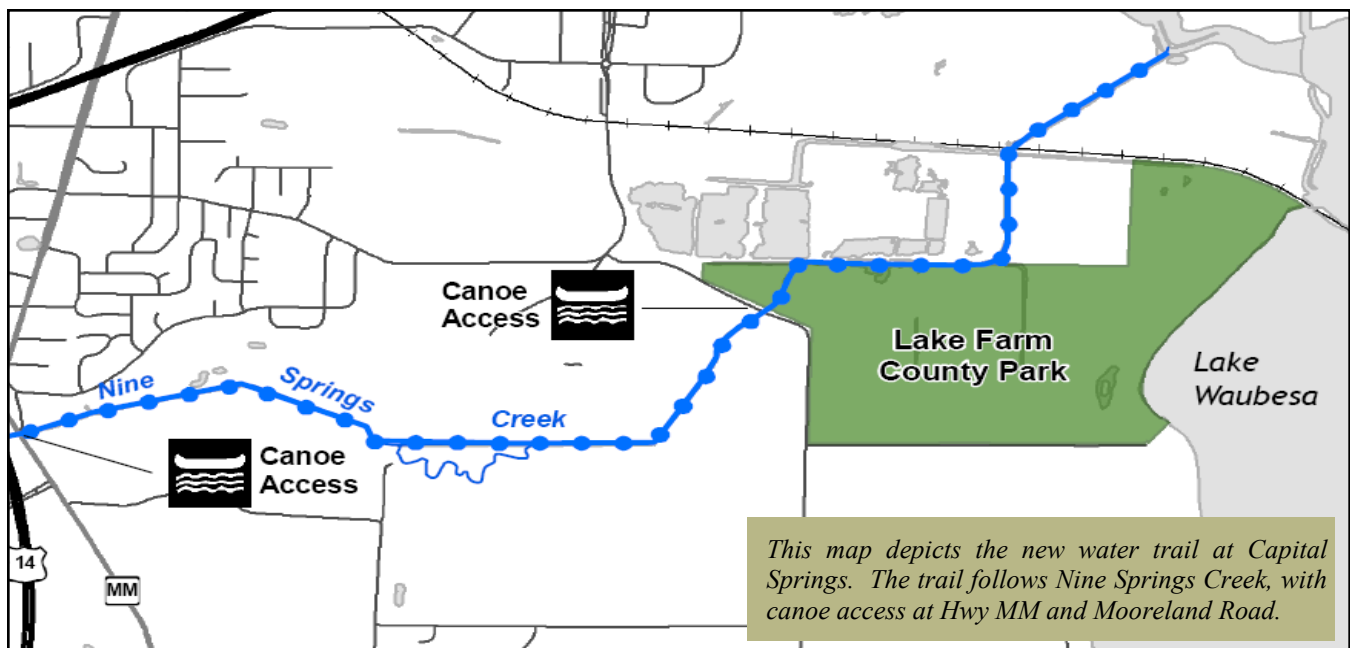 Canoe
Access
Lake Farm
County Park
Lake
Waubesa
Nine Springs Creek
Canoe
Access
14
MM
This map depicts the new water trail at Capital
Springs. The trail follows Nine Springs Creek, with
canoe access at Hwy MM and Mooreland Road.